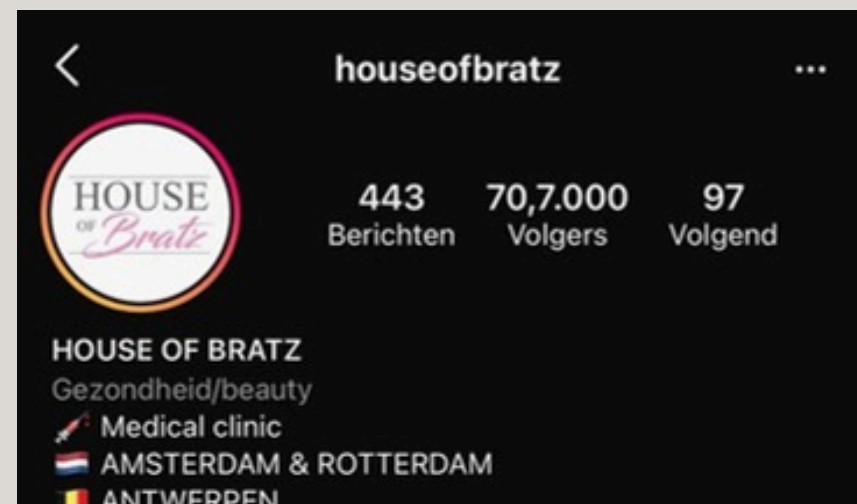 houseofbratz
HOUSE
OF Bratz
443 70,7.000 97
Berichten Volgers Volgend
HOUSE OF BRATZ
Gezondheid/beauty
💉 Medical clinic
🇳🇱 AMSTERDAM & ROTTERDAM
🇧🇪 ANTWERPEN